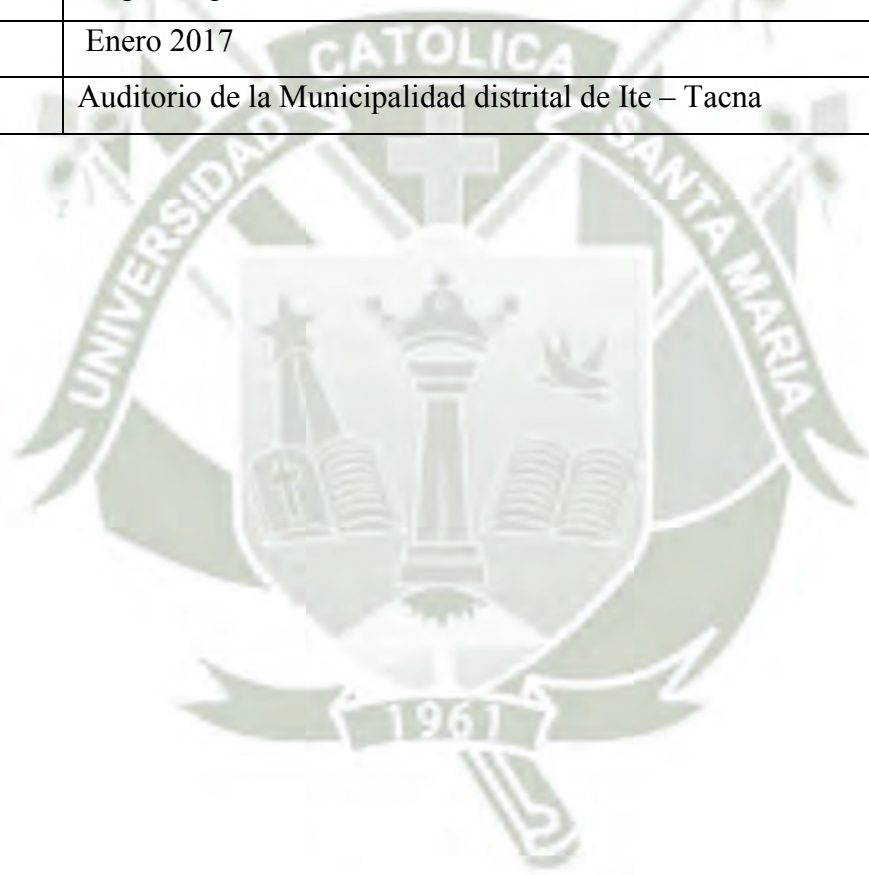 Enero 2017
Auditorio de la Municipalidad distrital de Ite – Tacna
UNIVERSIDAD CATOLICA SANTA MARIA
1961